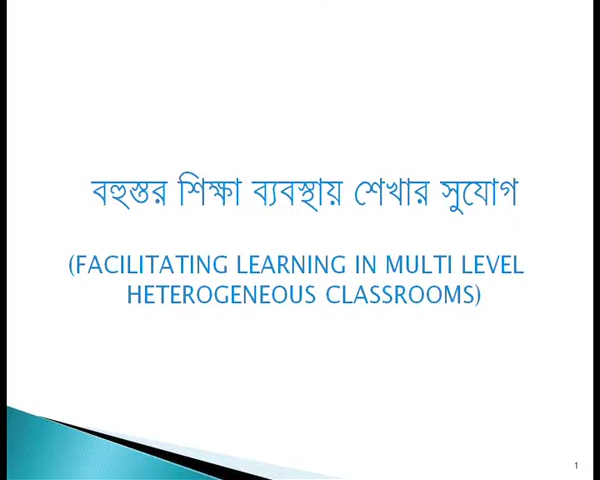 বহুস্তর শিক্ষা ব্যবস্থায় শেখার সুযোগ
(FACILITATING LEARNING IN MULTI LEVEL
HETEROGENEOUS CLASSROOMS)
1